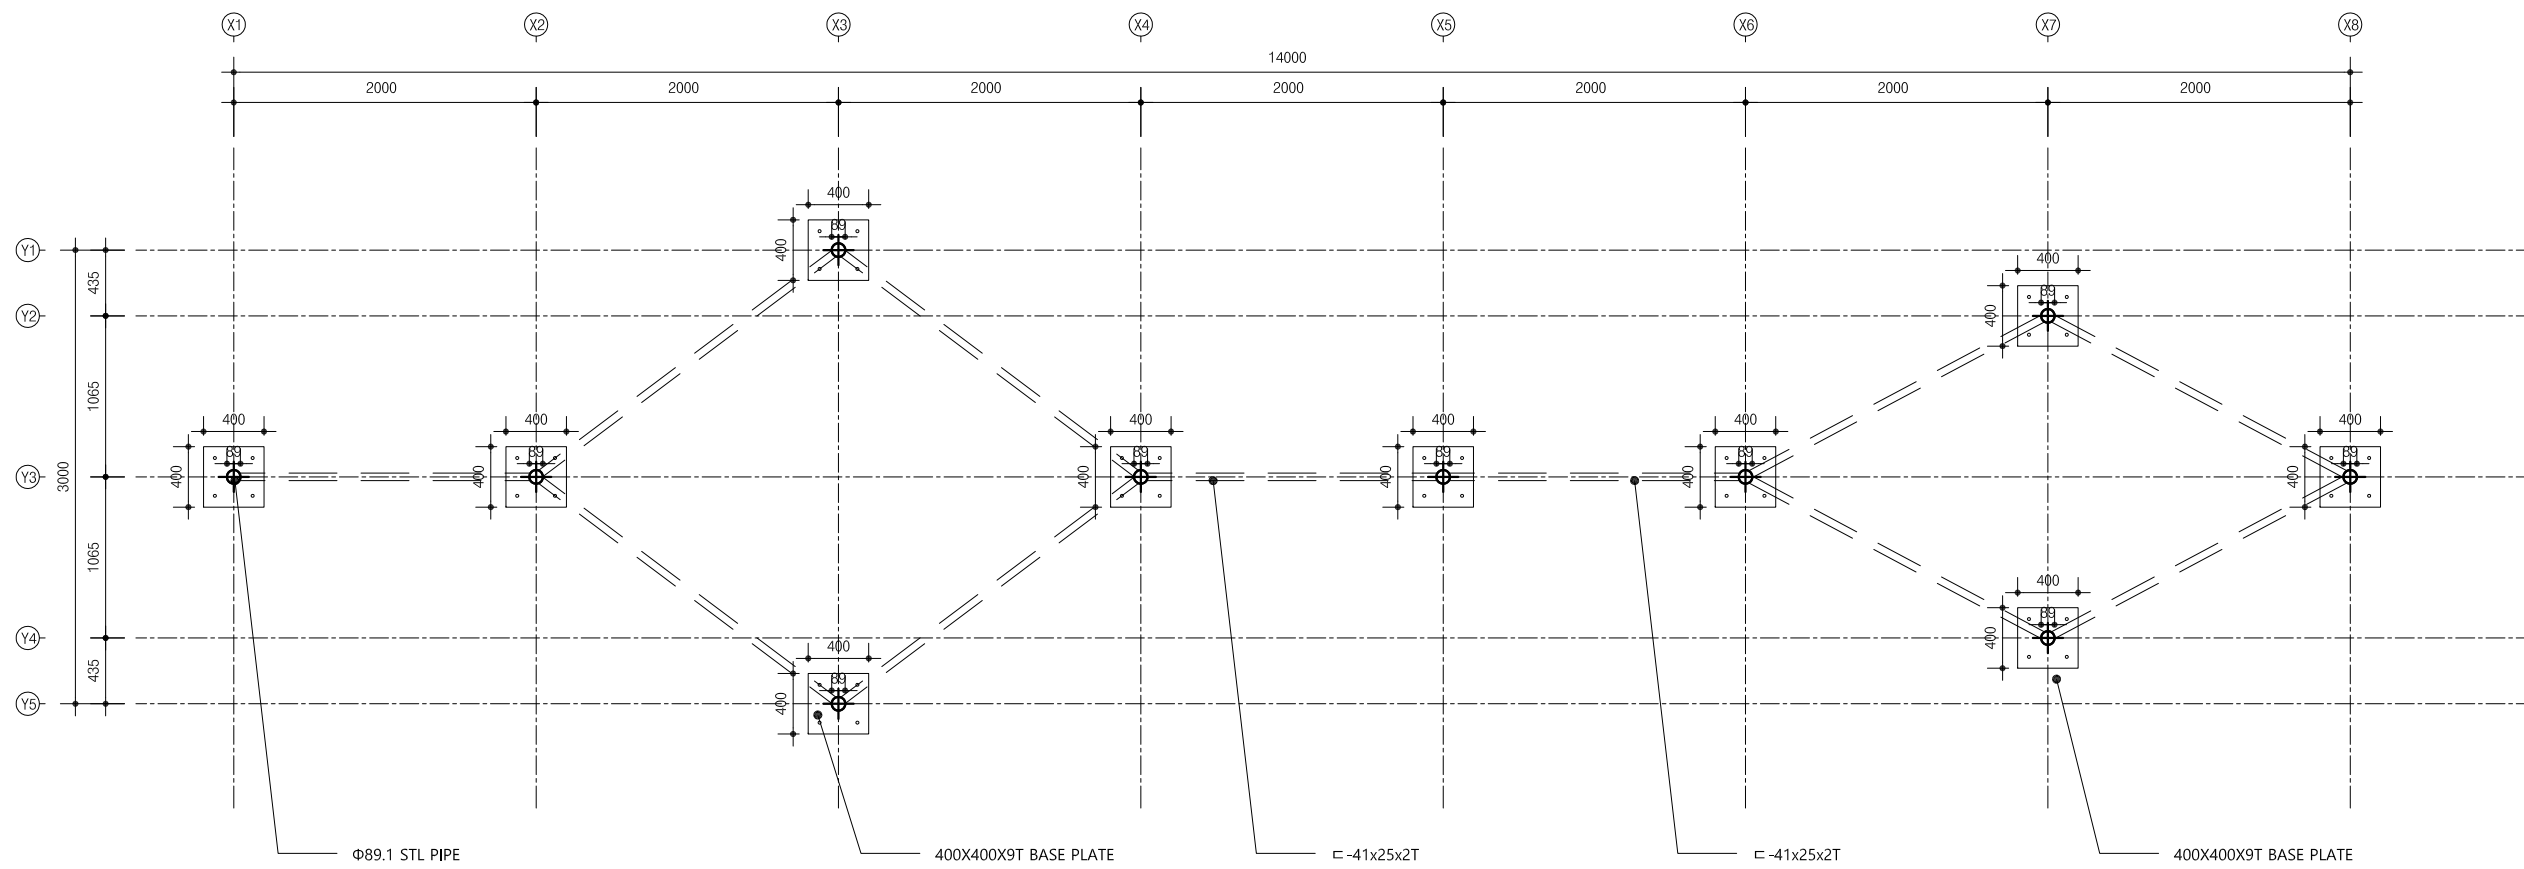 X1 X2 X3 X4 X5 X6 X7 X8
14000
2000 2000 2000 2000 2000 2000 2000
400
89
Y1
400
435
400
Y2
89
400
1065
400 400 400 400 400 400
89 89 89 89 89 89
Y3
3000
400 400 400 400 400 400
1065
400
89
Y4
400
435
400
89
Y5
400
Φ89.1 STL PIPE
400X400X9T BASE PLATE
ㄷ-41x25x2T
ㄷ-41x25x2T
400X400X9T BASE PLATE